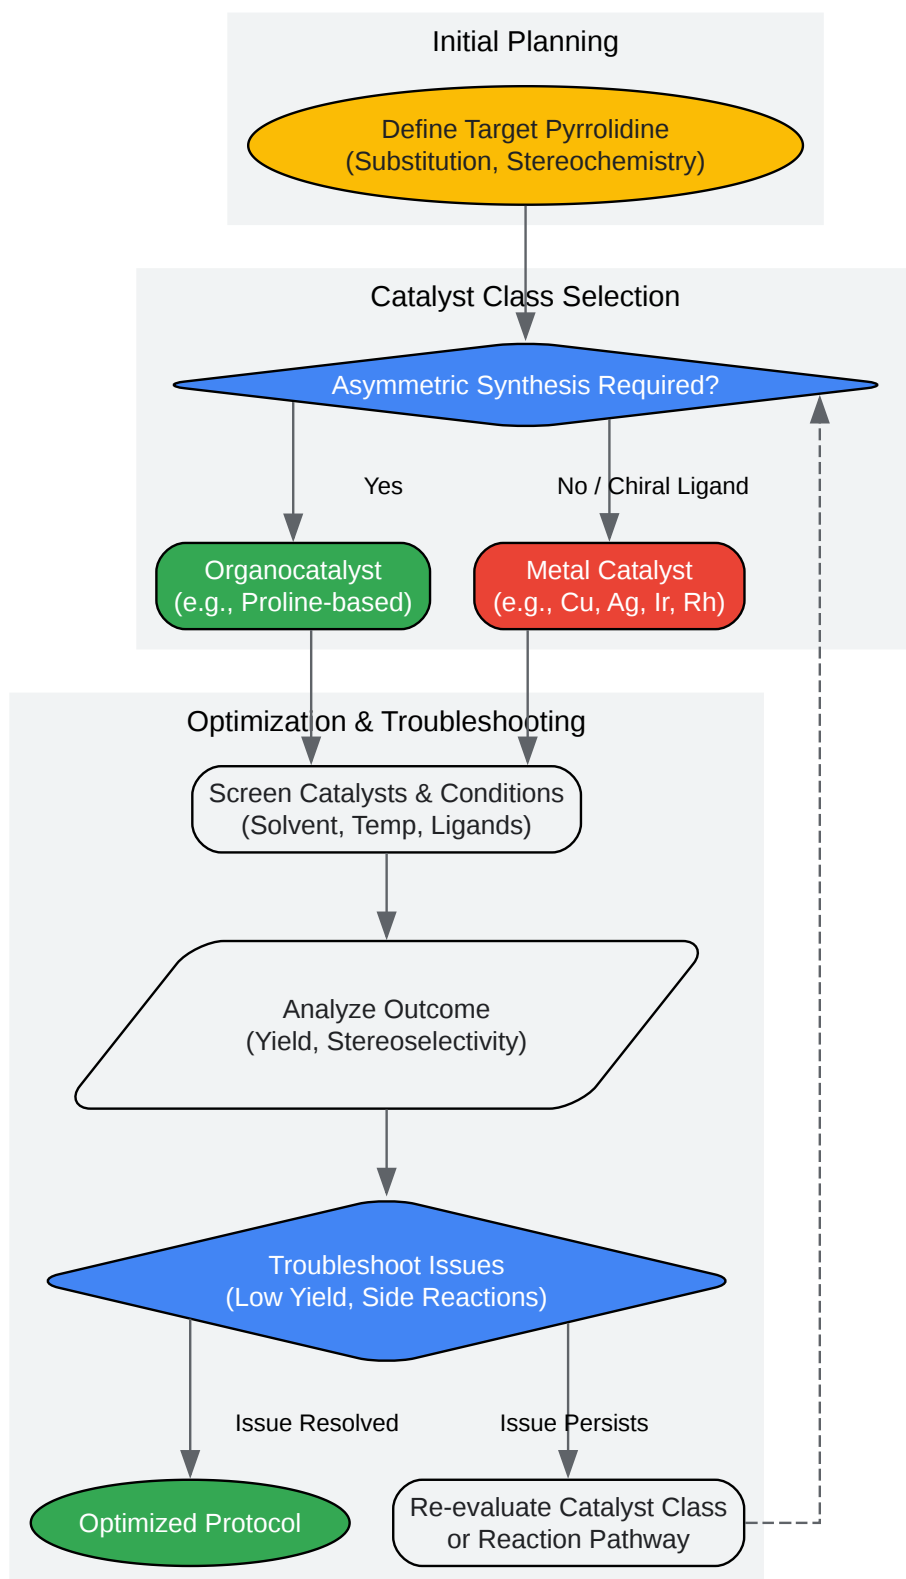 Initial Planning
Define Target Pyrrolidine
(Substitution, Stereochemistry)
Catalyst Class Selection
Asymmetric Synthesis Required?
Yes
No / Chiral Ligand
Organocatalyst
(e.g., Proline-based)
Metal Catalyst
(e.g., Cu, Ag, Ir, Rh)
Optimization & Troubleshooting
Screen Catalysts & Conditions
(Solvent, Temp, Ligands)
Analyze Outcome
(Yield, Stereoselectivity)
Troubleshoot Issues
(Low Yield, Side Reactions)
Issue Resolved
Issue Persists
Optimized Protocol
Re-evaluate Catalyst Class
or Reaction Pathway